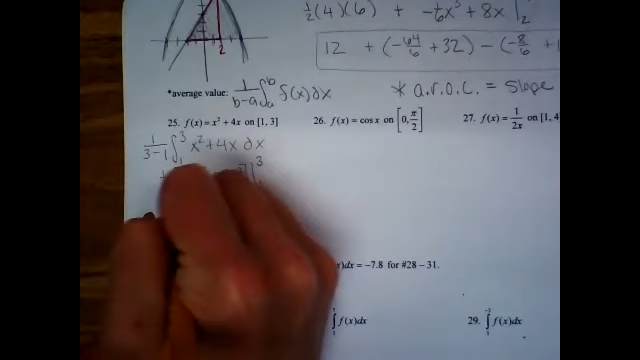 ½(4)(6) + -⅙x³ + 8x |₂
2
12 + (-64/6 + 32) - (-8/6 + 1
*average value: 1/(b-a) ∫ₐᵇ f(x)dx
* a.r.o.c. = slope
25. f(x) = x² + 4x on [1, 3]
26. f(x) = cos x on [0, π/2]
27. f(x) = 1/(2x) on
1/(3-1) ∫₁³ x² + 4x dx
]³
x)dx = −7.8 for #28 – 31.
f(x)dx
29. ∫ f(x)dx